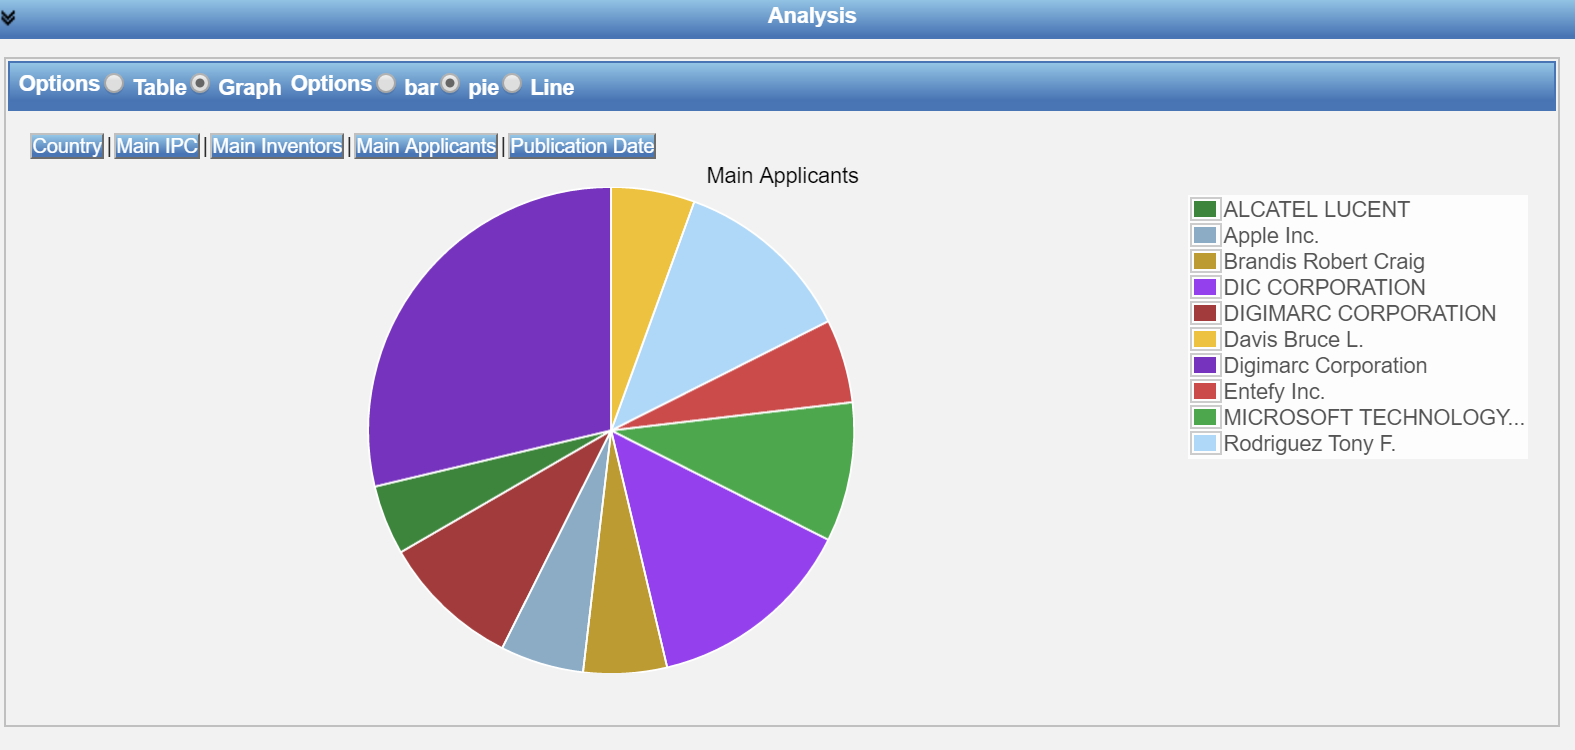 Analysis
Options Table Graph Options bar pie Line
Country | Main IPC | Main Inventors | Main Applicants | Publication Date
Main Applicants
ALCATEL LUCENT
Apple Inc.
Brandis Robert Craig
DIC CORPORATION
DIGIMARC CORPORATION
Davis Bruce L.
Digimarc Corporation
Entefy Inc.
MICROSOFT TECHNOLOGY...
Rodriguez Tony F.